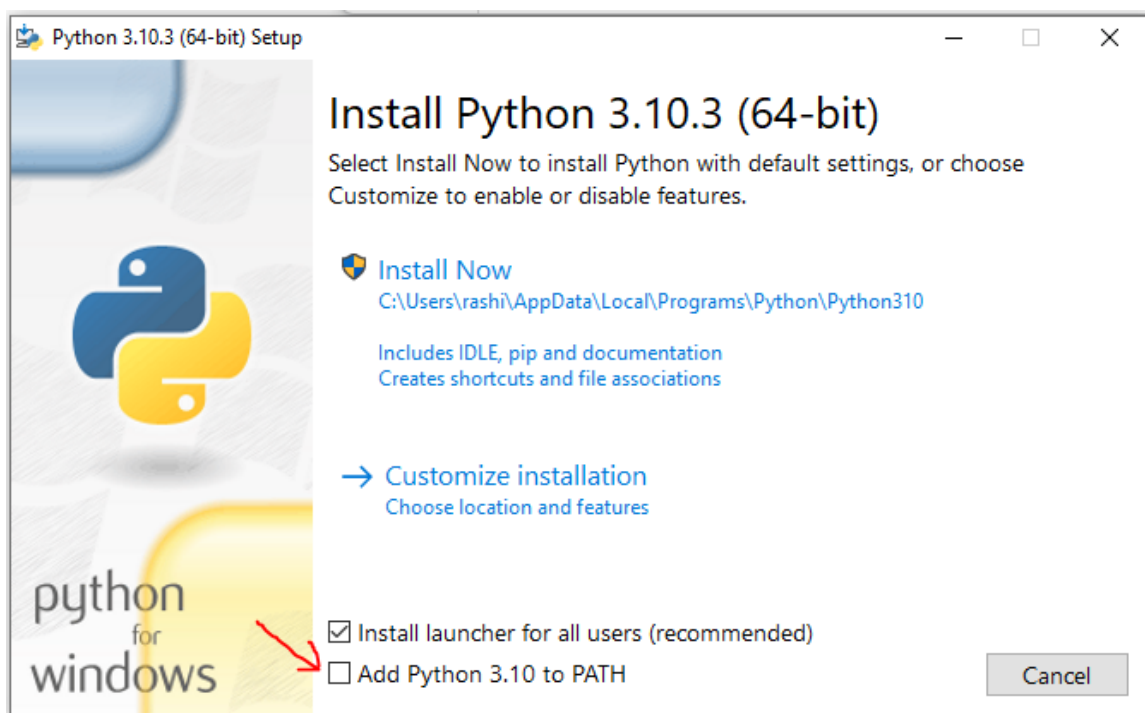 Python 3.10.3 (64-bit) Setup
Install Python 3.10.3 (64-bit)
Select Install Now to install Python with default settings, or choose
Customize to enable or disable features.
Install Now
C:\Users\rashi\AppData\Local\Programs\Python\Python310
Includes IDLE, pip and documentation
Creates shortcuts and file associations
Customize installation
Choose location and features
python
for
windows
Install launcher for all users (recommended)
Add Python 3.10 to PATH
Cancel